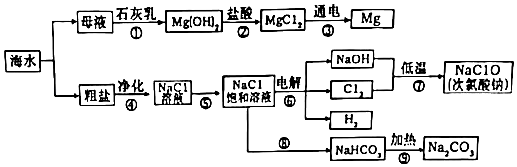 海水
母液 石灰乳 ① Mg(OH)₂ 盐酸 ② MgCl₂ 通电 ③ Mg
粗盐 净化 ④ NaCl 溶液 ⑤ NaCl 饱和溶液 电解 ⑥
NaOH
Cl₂
H₂
低温 ⑦ NaClO (次氯酸钠)
⑧ NaHCO₃ 加热 ⑨ Na₂CO₃